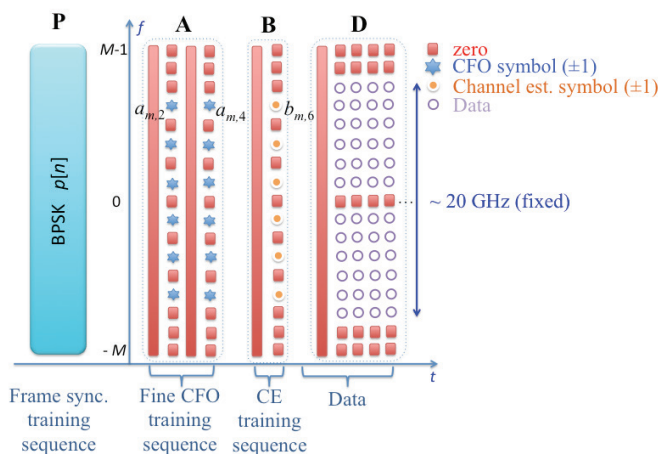 P
A
B
D
f
M-1
0
- M
t
BPSK p[n]
a_{m,2}
a_{m,4}
b_{m,6}
zero
CFO symbol (±1)
Channel est. symbol (±1)
Data
...
~ 20 GHz (fixed)
Frame sync.
training
sequence
Fine CFO
training
sequence
CE
training
sequence
Data